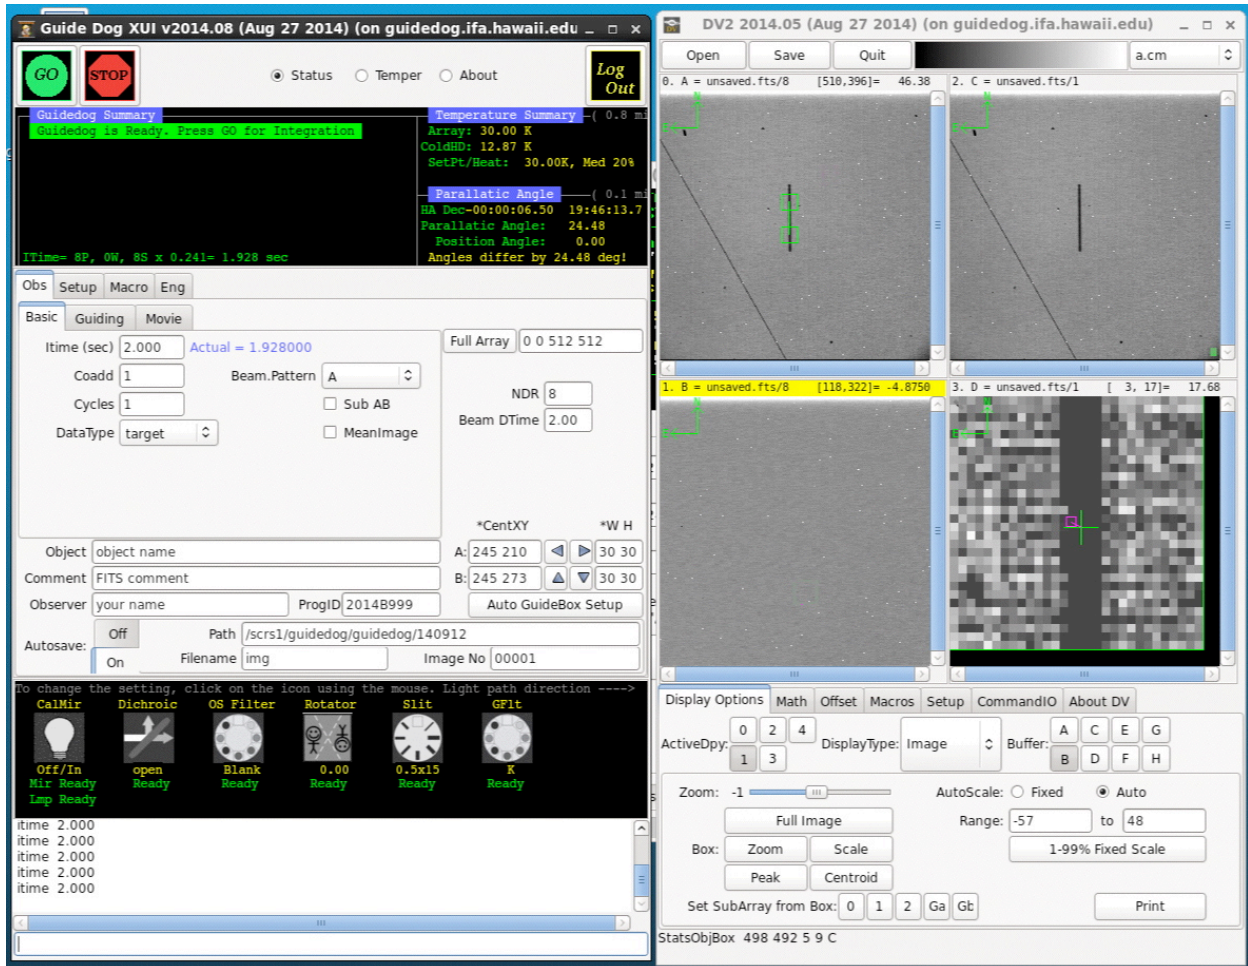 Guide Dog XUI v2014.08 (Aug 27 2014) (on guidedog.ifa.hawaii.edu
GO
STOP
Status
Temper
About
Log Out
Guidedog Summary
Guidedog is Ready. Press GO for Integration
ITime= 8P, 0W, 8S x 0.241= 1.928 sec
Temperature Summary —( 0.8 mi
Array: 30.00 K
ColdHD: 12.87 K
SetPt/Heat: 30.00K, Med 20%
Parallatic Angle ——( 0.1 mi
HA Dec-00:00:06.50 19:46:13.7
Parallatic Angle: 24.48
Position Angle: 0.00
Angles differ by 24.48 deg!
Obs Setup Macro Eng
Basic Guiding Movie
Itime (sec) 2.000 Actual = 1.928000
Coadd 1 Beam.Pattern A
Cycles 1 Sub AB
DataType target MeanImage
Full Array 0 0 512 512
NDR 8
Beam DTime 2.00
*CentXY *W H
Object object name A: 245 210 30 30
Comment FITS comment B: 245 273 30 30
Observer your name ProgID 2014B999 Auto GuideBox Setup
Autosave: Off On
Path /scrs1/guidedog/guidedog/140912
Filename img Image No 00001
To change the setting, click on the icon using the mouse. Light path direction ---->
CalMir Dichroic OS Filter Rotator Slit GFlt
Off/In open Blank 0.00 0.5x15 K
Mir Ready Ready Ready Ready Ready Ready
Lmp Ready
itime 2.000
itime 2.000
itime 2.000
itime 2.000
itime 2.000
DV2 2014.05 (Aug 27 2014) (on guidedog.ifa.hawaii.edu)
Open Save Quit a.cm
0. A = unsaved.fts/8 [510,396]= 46.38
2. C = unsaved.fts/1
1. B = unsaved.fts/8 [118,322]= -4.8750
3. D = unsaved.fts/1 [ 3, 17]= 17.68
Display Options Math Offset Macros Setup CommandIO About DV
ActiveDpy: 0 2 4 1 3
DisplayType: Image
Buffer: A C E G B D F H
Zoom: -1
AutoScale: Fixed Auto
Full Image
Range: -57 to 48
Box: Zoom Scale
1-99% Fixed Scale
Peak Centroid
Set SubArray from Box: 0 1 2 Ga Gb
Print
StatsObjBox 498 492 5 9 C